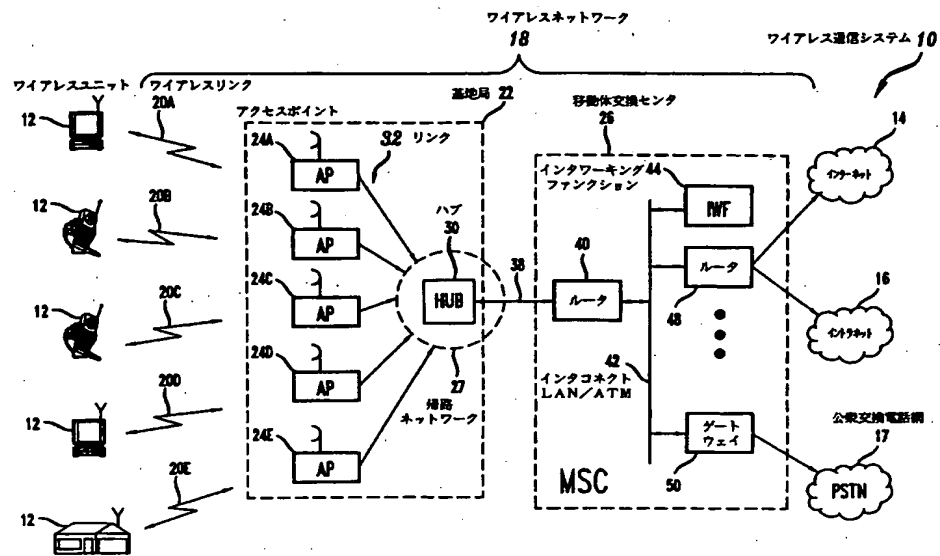 ワイアレスネットワーク
18
ワイアレス通信システム 10
ワイアレスユニット
ワイアレスリンク
基地局 22
移動体交換センタ
26
14
アクセスポイント
12
20A
24A
AP
32 リンク
インタワーキング 44
ファンクション
IWF
インターネット
12
20B
24B
AP
ハブ
30
HUB
38
40
ルータ
ルータ
48
16
イントラネット
12
20C
24C
AP
27
帰路
ネットワーク
42
インタコネクト
LAN/ATM
12
20D
24D
AP
ゲート
ウェイ
50
公衆交換電話網
17
PSTN
12
20E
24E
AP
MSC